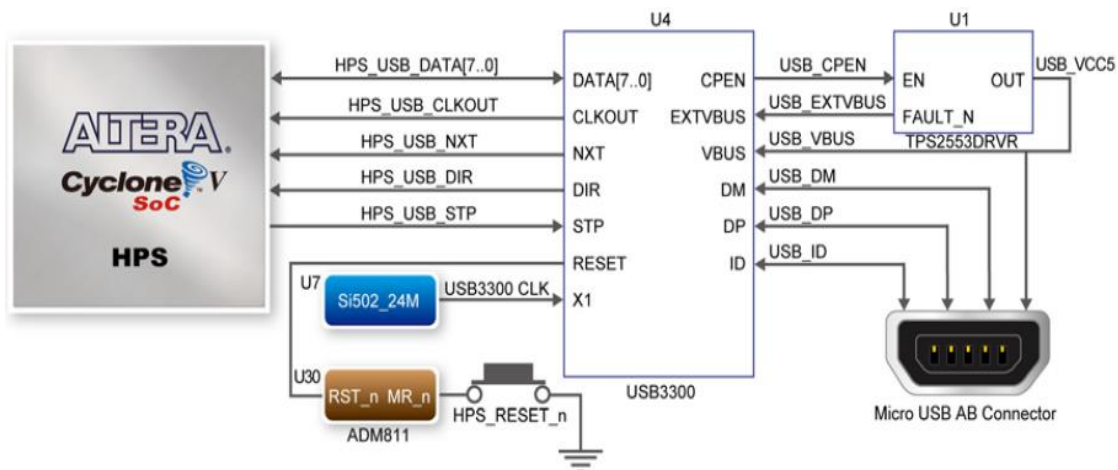 U4
U1
HPS_USB_DATA[7..0]
DATA[7..0]
CPEN
USB_CPEN
EN
OUT
USB_VCC5
HPS_USB_CLKOUT
CLKOUT
EXTVBUS
USB_EXTVBUS
FAULT_N
TPS2553DRVR
HPS_USB_NXT
NXT
VBUS
USB_VBUS
HPS_USB_DIR
DIR
DM
USB_DM
HPS_USB_STP
STP
DP
USB_DP
RESET
ID
USB_ID
ALTERA.
Cyclone V
SoC
HPS
U7
Si502_24M
USB3300 CLK
X1
U30
RST_n MR_n
ADM811
HPS_RESET_n
USB3300
Micro USB AB Connector